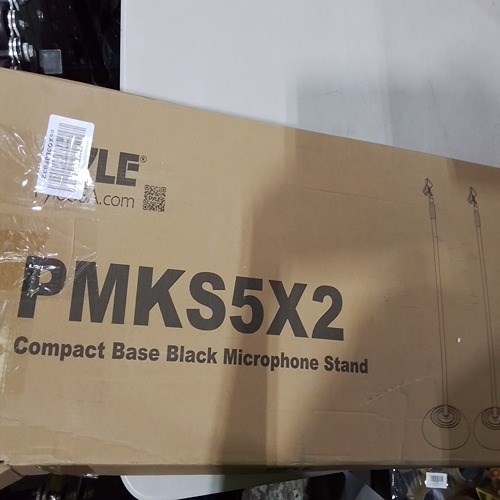 YLE®
A.com
PMKS5X2
Compact Base Black Microphone Stand